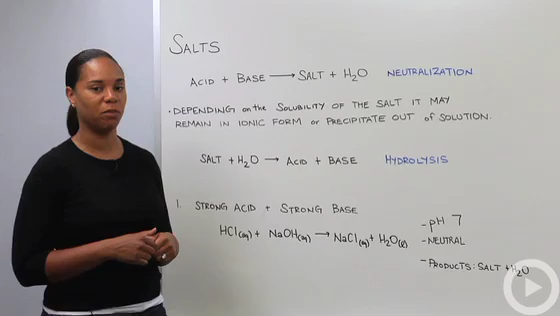 SALTS
ACID + BASE ⟶ SALT + H₂O NEUTRALIZATION
• DEPENDING on the SOLUBILITY OF THE SALT IT MAY
REMAIN IN IONIC FORM or PRECIPITATE OUT of SOLUTION.
SALT + H₂O ⟶ ACID + BASE HYDROLYSIS
1. STRONG ACID + STRONG BASE
HCl(aq) + NaOH(aq) ⟶ NaCl(aq) + H₂O(l)
- pH 7
- NEUTRAL
- PRODUCTS: SALT + H₂O